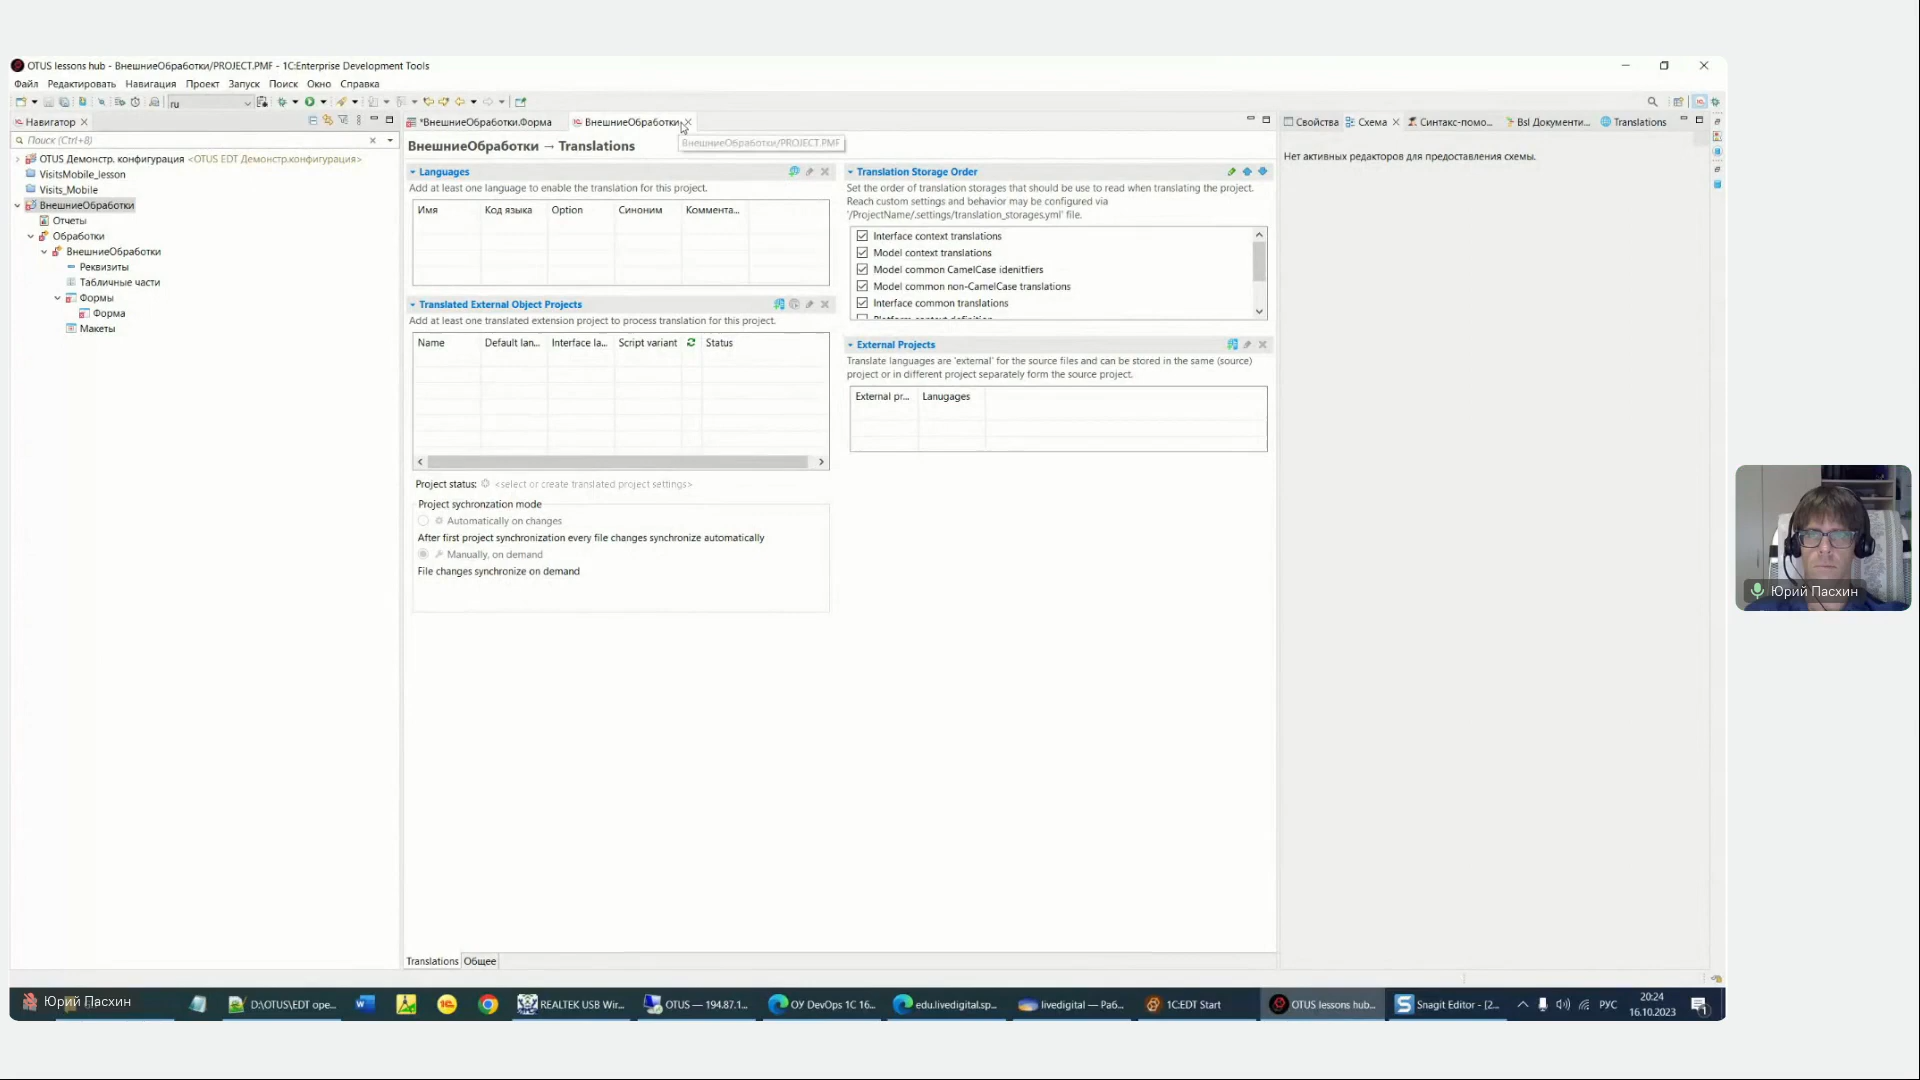 OTUS lessons hub - ВнешниеОбработки/PROJECT.PMF - 1C:Enterprise Development Tools
Файл Редактировать Навигация Проект Запуск Поиск Окно Справка
ru
Навигатор
Поиск (Ctrl+8)
OTUS Демонстр. конфигурация <OTUS EDT Демонстр.конфигурация>
VisitsMobile_lesson
Visits_Mobile
ВнешниеОбработки
Отчеты
Обработки
ВнешниеОбработки
Реквизиты
Табличные части
Формы
Форма
Макеты
*ВнешниеОбработки.Форма
ВнешниеОбработки
ВнешниеОбработки/PROJECT.PMF
ВнешниеОбработки → Translations
Languages
Add at least one language to enable the translation for this project.
Имя Код языка Option Синоним Коммента...
Translated External Object Projects
Add at least one translated extension project to process translation for this project.
Name Default lan... Interface la... Script variant Status
Project status: <select or create translated project settings>
Project sychronzation mode
Automatically on changes
After first project synchronization every file changes synchronize automatically
Manually, on demand
File changes synchronize on demand
Translation Storage Order
Set the order of translation storages that should be use to read when translating the project.
Reach custom settings and behavior may be configured via
'/ProjectName/.settings/translation_storages.yml' file.
Interface context translations
Model context translations
Model common CamelCase idenitfiers
Model common non-CamelCase translations
Interface common translations
Platform context definition
External Projects
Translate languages are 'external' for the source files and can be stored in the same (source)
project or in different project separately form the source project.
External pr... Lanugages
Translations Общее
Свойства Схема Синтакс-помо... Bsl Документи... Translations
Нет активных редакторов для предоставления схемы.
Юрий Пасхин
Юрий Пасхин
D:\OTUS\EDT оре...
REALTEK USB Wir...
OTUS — 194.87.1...
ОУ DevOps 1С 16...
edu.livedigital.sp...
livedigital — Раб...
1C:EDT Start
OTUS lessons hub...
Snagit Editor - [2...
РУС
20:24
16.10.2023
1